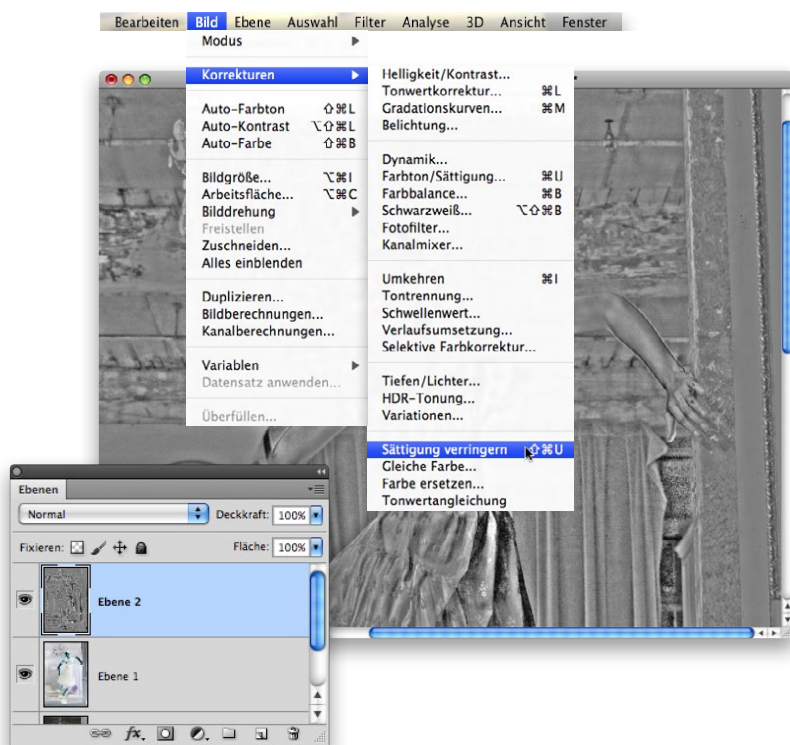 Bearbeiten Bild Ebene Auswahl Filter Analyse 3D Ansicht Fenster
Modus
Korrekturen
Auto-Farbton ⇧⌘L
Auto-Kontrast ⌥⇧⌘L
Auto-Farbe ⇧⌘B
Bildgröße... ⌥⌘I
Arbeitsfläche... ⌥⌘C
Bilddrehung
Freistellen
Zuschneiden...
Alles einblenden
Duplizieren...
Bildberechnungen...
Kanalberechnungen...
Variablen
Datensatz anwenden...
Überfüllen...
Helligkeit/Kontrast...
Tonwertkorrektur... ⌘L
Gradationskurven... ⌘M
Belichtung...
Dynamik...
Farbton/Sättigung... ⌘U
Farbbalance... ⌘B
Schwarzweiß... ⌥⇧⌘B
Fotofilter...
Kanalmixer...
Umkehren ⌘I
Tontrennung...
Schwellenwert...
Verlaufsumsetzung...
Selektive Farbkorrektur...
Tiefen/Lichter...
HDR-Tonung...
Variationen...
Sättigung verringern ⇧⌘U
Gleiche Farbe...
Farbe ersetzen...
Tonwertangleichung
Ebenen
Normal Deckkraft: 100%
Fixieren: Fläche: 100%
Ebene 2
Ebene 1
fx